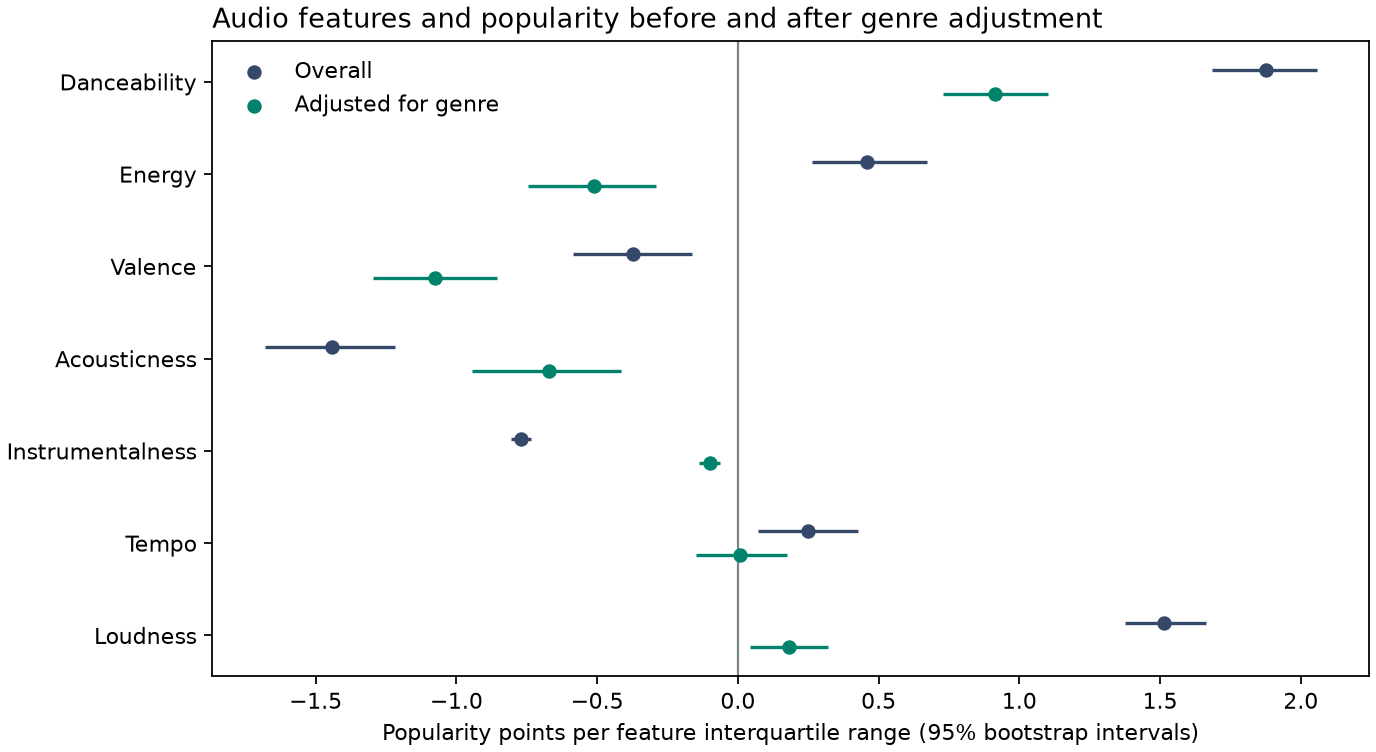 Audio features and popularity before and after genre adjustment
Overall
Adjusted for genre
Danceability
Energy
Valence
Acousticness
Instrumentalness
Tempo
Loudness
−1.5 −1.0 −0.5 0.0 0.5 1.0 1.5 2.0
Popularity points per feature interquartile range (95% bootstrap intervals)